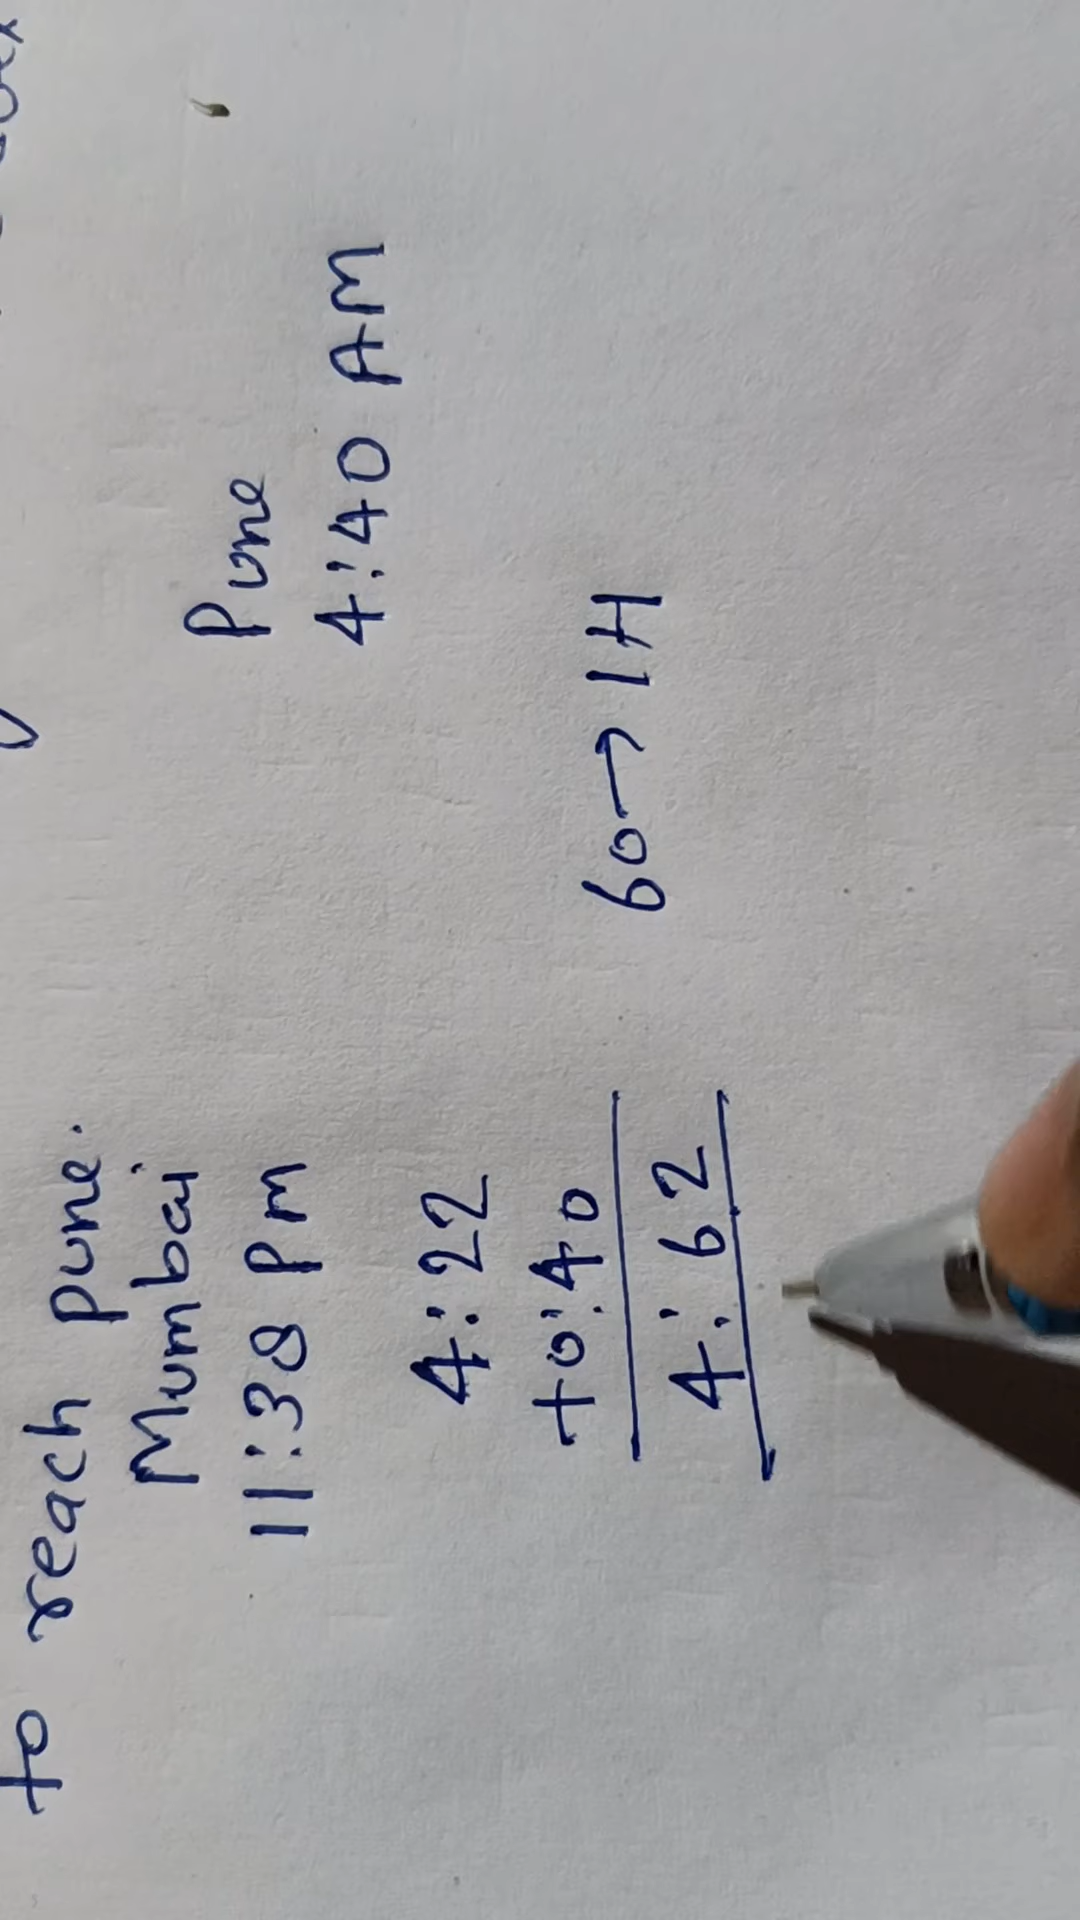 to reach pune.
Mumbai Pune
11:38 PM 4:40 AM
4:22
+0:40
60→1H
4:62